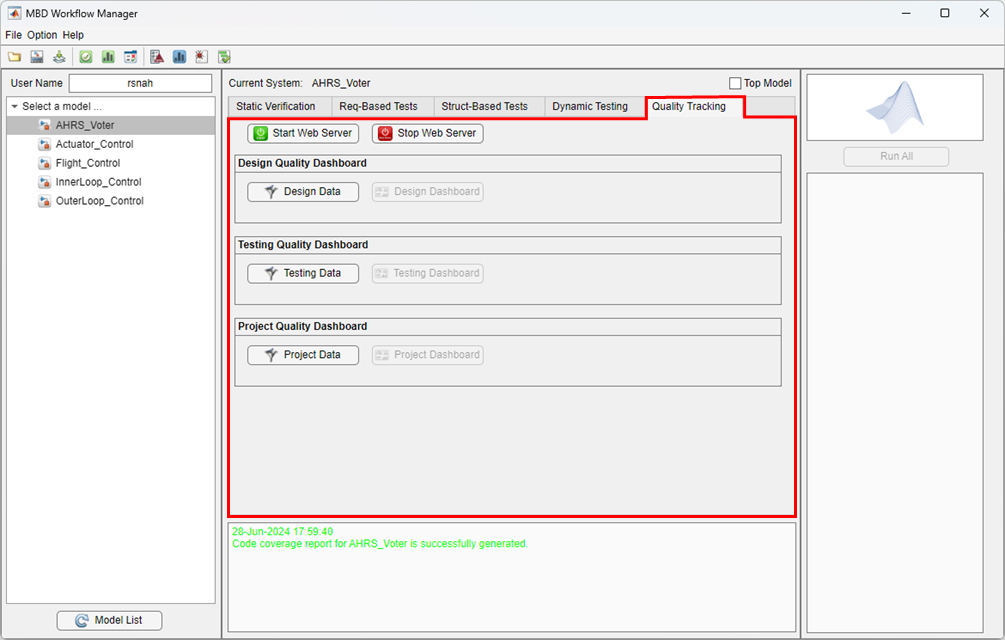 MBD Workflow Manager
File Option Help
User Name rsnah
Select a model ...
AHRS_Voter
Actuator_Control
Flight_Control
InnerLoop_Control
OuterLoop_Control
Model List
Current System: AHRS_Voter
Top Model
Static Verification Req-Based Tests Struct-Based Tests Dynamic Testing Quality Tracking
Start Web Server Stop Web Server
Design Quality Dashboard
Design Data Design Dashboard
Testing Quality Dashboard
Testing Data Testing Dashboard
Project Quality Dashboard
Project Data Project Dashboard
28-Jun-2024 17:59:40
Code coverage report for AHRS_Voter is successfully generated.
Run All